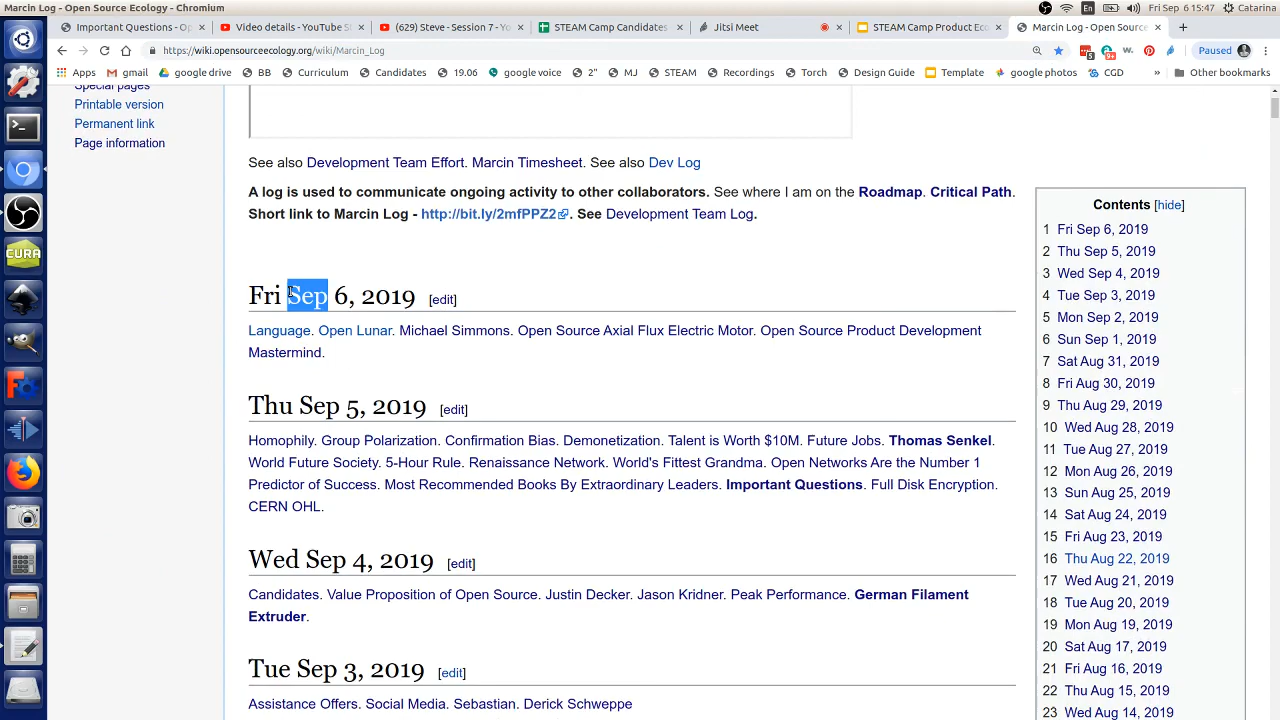 Marcin Log - Open Source Ecology - Chromium
En
Fri Sep 6 15:47
Catarina
Important Questions - Op
Video details - YouTube S
(629) Steve - Session 7 - Yo
STEAM Camp Candidates
Jitsi Meet
STEAM Camp Product Eco
Marcin Log - Open Source
https://wiki.opensourceecology.org/wiki/Marcin_Log
5
9+
W
Paused
Apps
gmail
google drive
BB
Curriculum
Candidates
19.06
google voice
2"
MJ
STEAM
Recordings
Torch
Design Guide
Template
google photos
CGD
»
Other bookmarks
Special pages
Printable version
Permanent link
Page information
CURA
See also Development Team Effort. Marcin Timesheet. See also Dev Log
A log is used to communicate ongoing activity to other collaborators. See where I am on the Roadmap. Critical Path.
Short link to Marcin Log - http://bit.ly/2mfPPZ2. See Development Team Log.
Fri Sep 6, 2019 [edit]
Language. Open Lunar. Michael Simmons. Open Source Axial Flux Electric Motor. Open Source Product Development
Mastermind.
Thu Sep 5, 2019 [edit]
Homophily. Group Polarization. Confirmation Bias. Demonetization. Talent is Worth $10M. Future Jobs. Thomas Senkel.
World Future Society. 5-Hour Rule. Renaissance Network. World's Fittest Grandma. Open Networks Are the Number 1
Predictor of Success. Most Recommended Books By Extraordinary Leaders. Important Questions. Full Disk Encryption.
CERN OHL.
Wed Sep 4, 2019 [edit]
Candidates. Value Proposition of Open Source. Justin Decker. Jason Kridner. Peak Performance. German Filament
Extruder.
Tue Sep 3, 2019 [edit]
Assistance Offers. Social Media. Sebastian. Derick Schweppe
Contents [hide]
1 Fri Sep 6, 2019
2 Thu Sep 5, 2019
3 Wed Sep 4, 2019
4 Tue Sep 3, 2019
5 Mon Sep 2, 2019
6 Sun Sep 1, 2019
7 Sat Aug 31, 2019
8 Fri Aug 30, 2019
9 Thu Aug 29, 2019
10 Wed Aug 28, 2019
11 Tue Aug 27, 2019
12 Mon Aug 26, 2019
13 Sun Aug 25, 2019
14 Sat Aug 24, 2019
15 Fri Aug 23, 2019
16 Thu Aug 22, 2019
17 Wed Aug 21, 2019
18 Tue Aug 20, 2019
19 Mon Aug 19, 2019
20 Sat Aug 17, 2019
21 Fri Aug 16, 2019
22 Thu Aug 15, 2019
23 Wed Aug 14, 2019